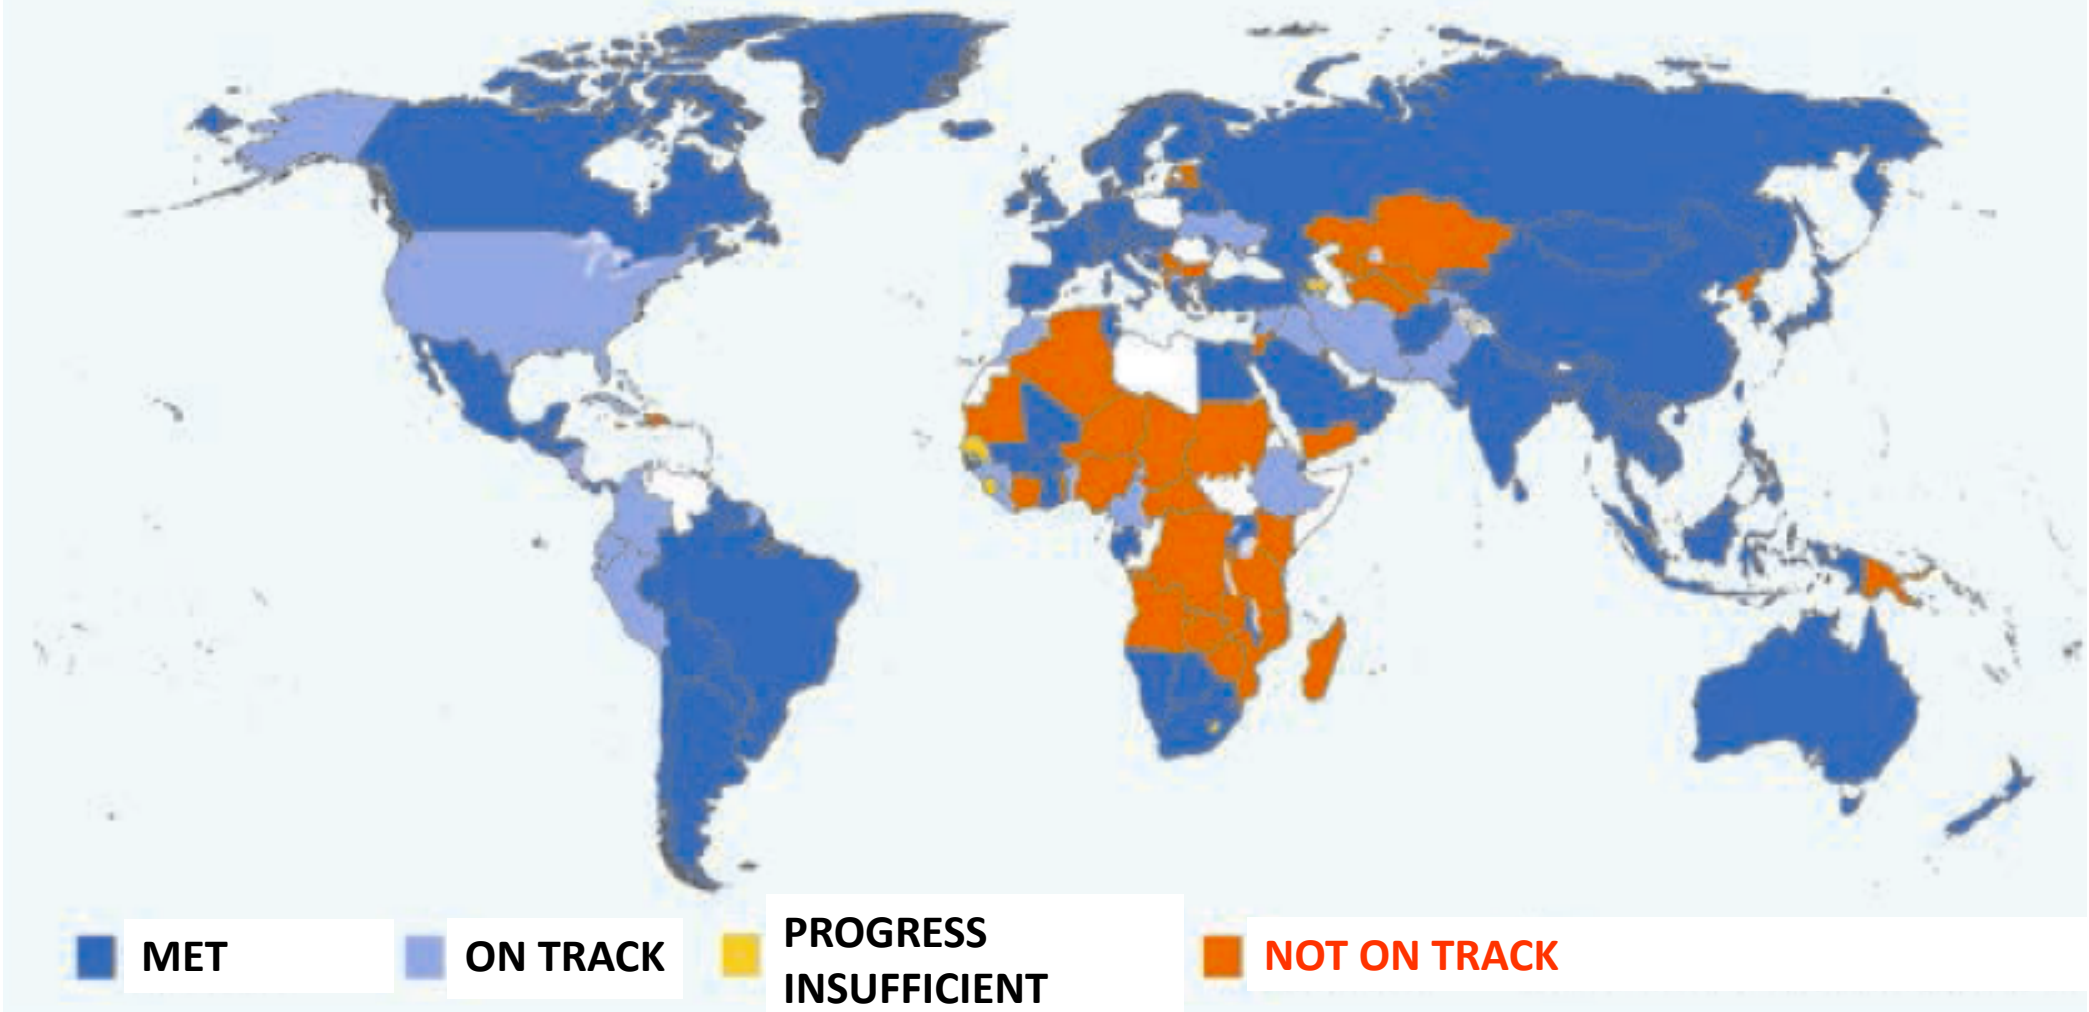 MET
ON TRACK
PROGRESS
INSUFFICIENT
NOT ON TRACK